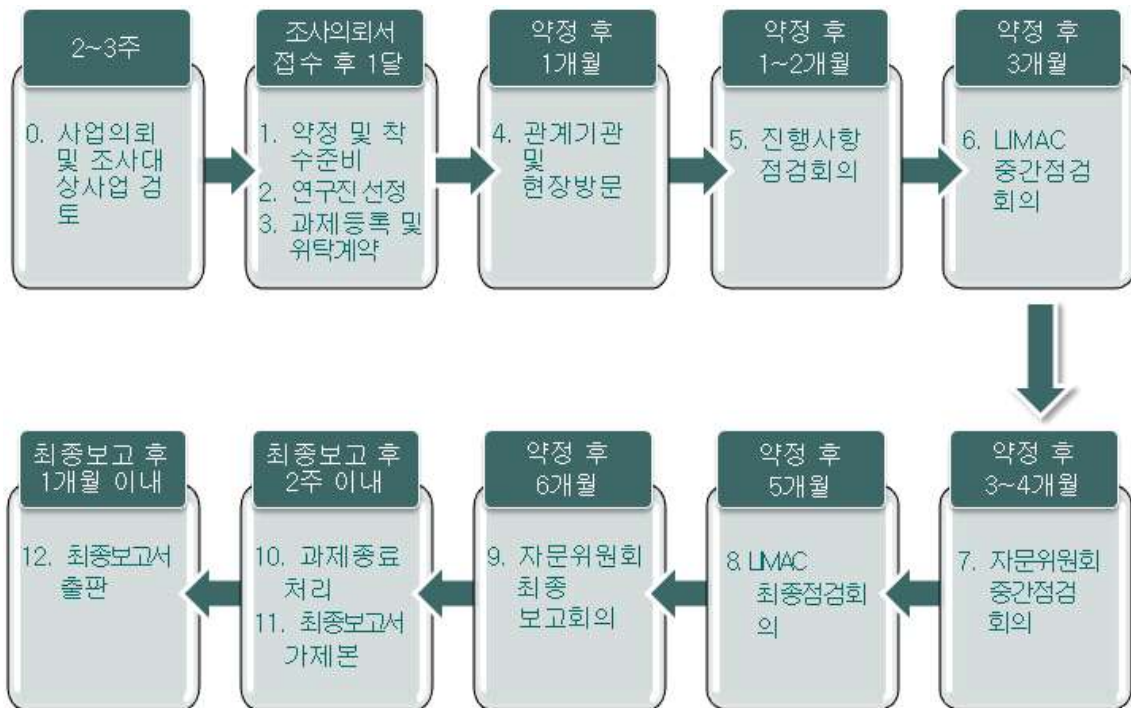 2~3주
0. 사업의뢰
및 조사대
상사업 검
토
조사의뢰서
접수 후 1달
1. 약정 및 착
수준비
2. 연구진선정
3. 과제등록 및
위탁계약
약정 후
1개월
4. 관계기관
및
현장방문
약정 후
1~2개월
5. 진행사항
점검회의
약정 후
3개월
6. LIMAC
중간점검
회의
약정 후
3~4개월
7. 자문위원회
중간점검
회의
약정 후
5개월
8. LIMAC
최종점검회
의
약정 후
6개월
9. 자문위원회
최종
보고회의
최종보고 후
2주 이내
10. 과제종료
처리
11. 최종보고서
가제본
최종보고 후
1개월 이내
12. 최종보고서
출판